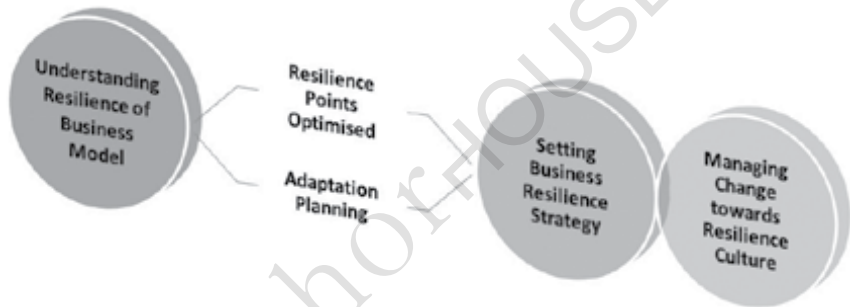 Understanding
Resilience of
Business
Model
Resilience
Points
Optimised
Adaptation
Planning
Setting
Business
Resilience
Strategy
Managing
Change
towards
Resilience
Culture
horHOUSE